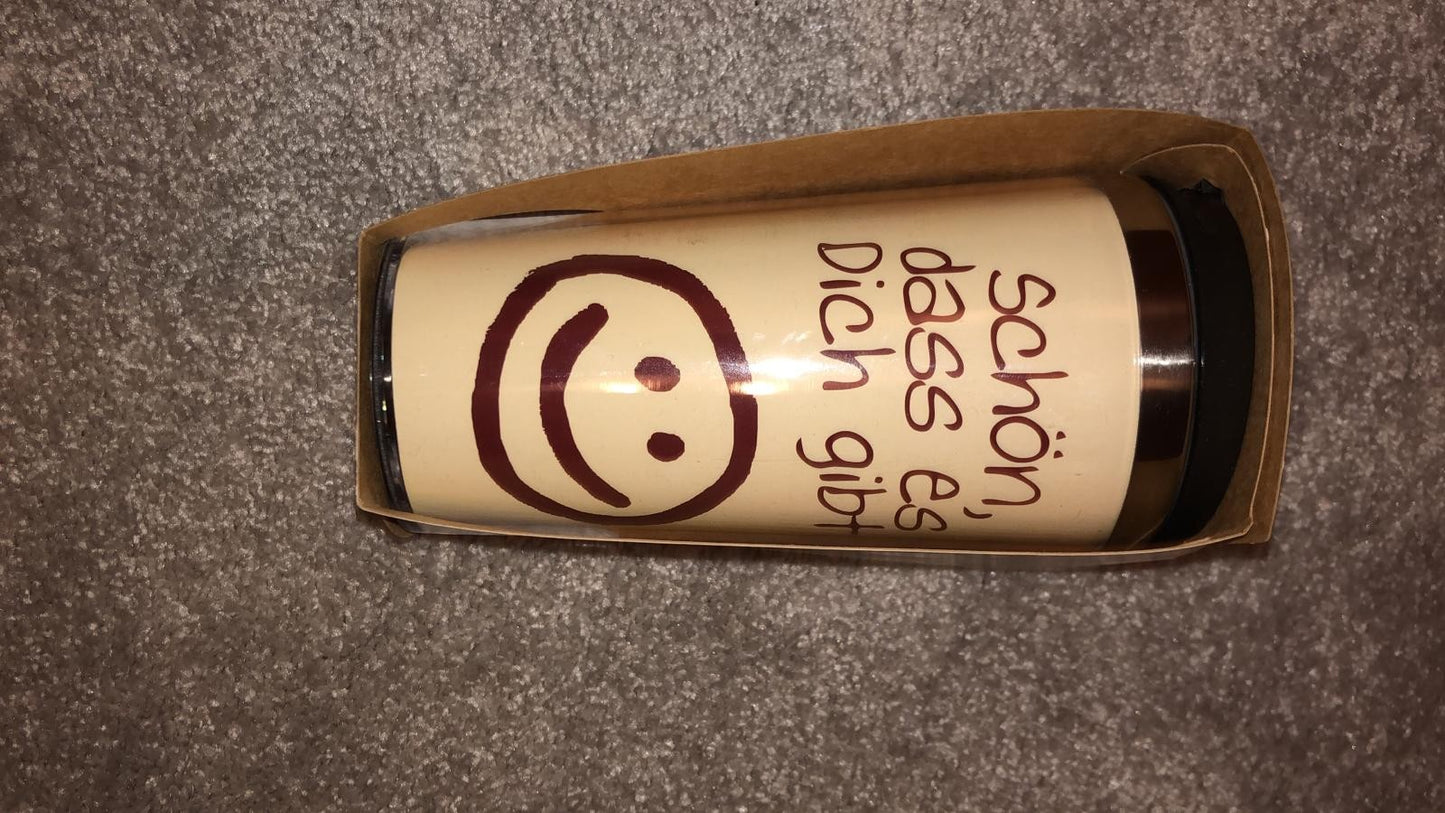 Schön,
dass es
Dich gibt